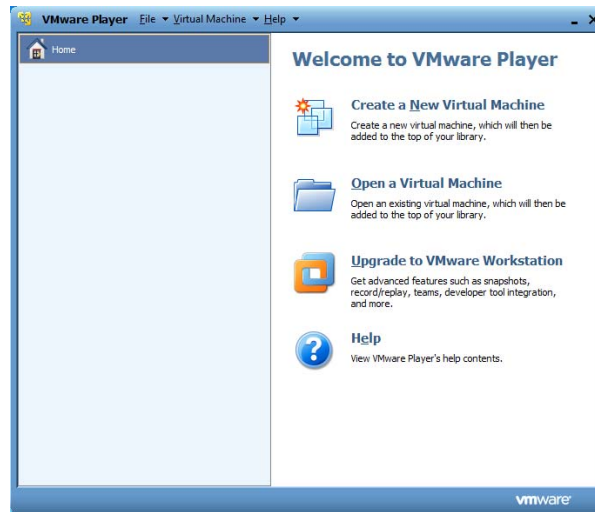 VMware Player File Virtual Machine Help
Home
Welcome to VMware Player
Create a New Virtual Machine
Create a new virtual machine, which will then be
added to the top of your library.
Open a Virtual Machine
Open an existing virtual machine, which will then be
added to the top of your library.
Upgrade to VMware Workstation
Get advanced features such as snapshots,
record/replay, teams, developer tool integration,
and more.
Help
View VMware Player's help contents.
vmware